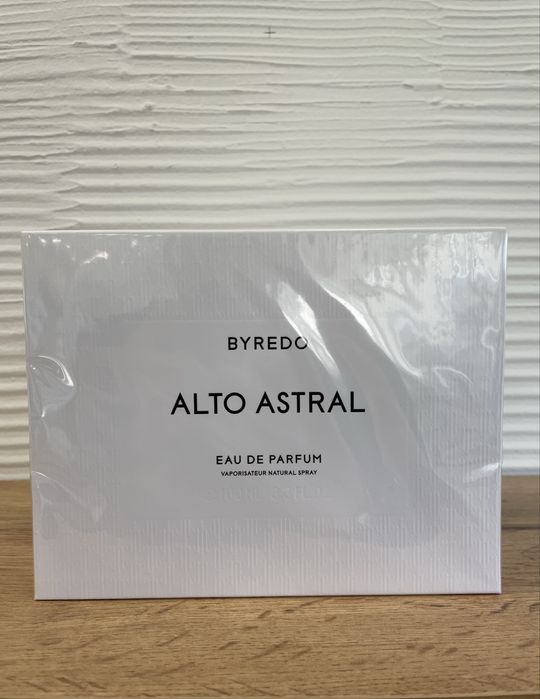 BYREDO
ALTO ASTRAL
EAU DE PARFUM
VAPORISATEUR NATURAL SPRAY